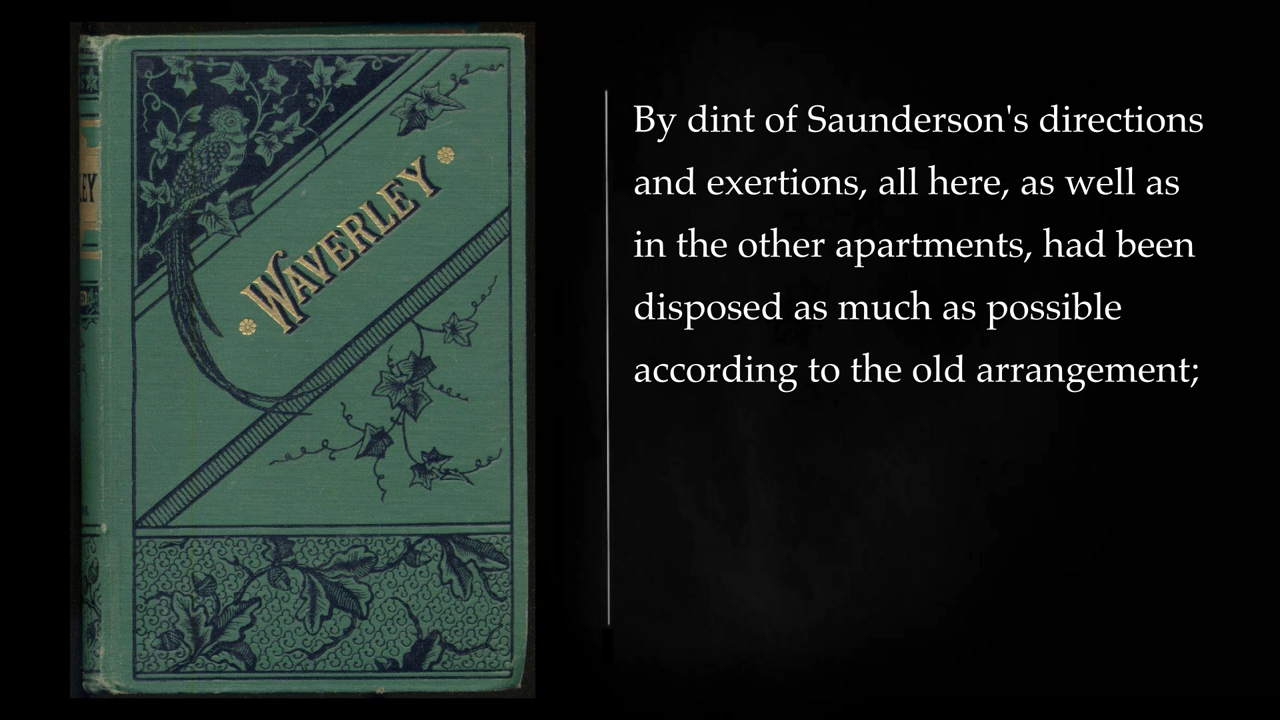 WAVERLEY
By dint of Saunderson's directions
and exertions, all here, as well as
in the other apartments, had been
disposed as much as possible
according to the old arrangement;